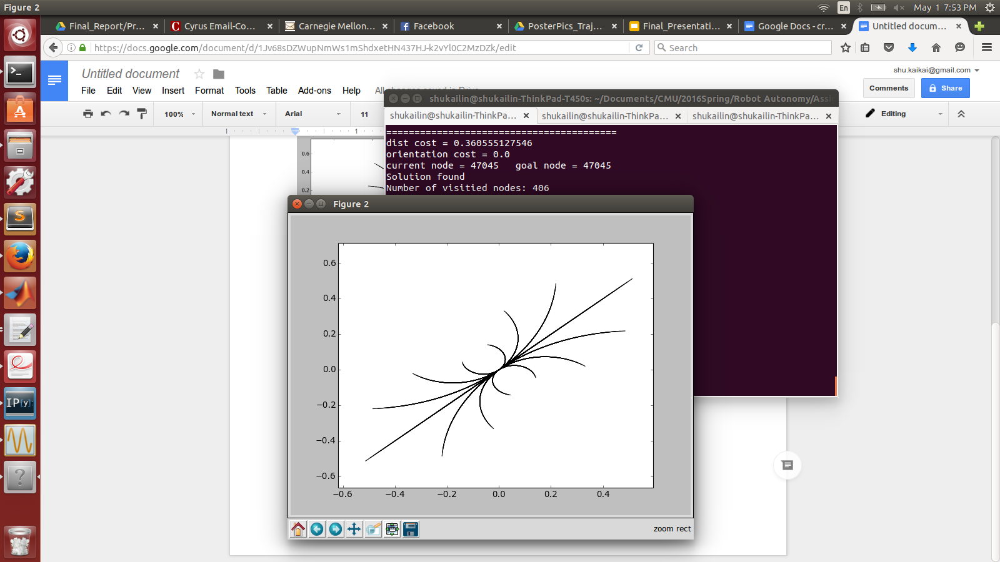 Figure 2
En
May 1 7:53 PM
Final_Report/Pr...
Cyrus Email-Co...
Carnegie Mellon...
Facebook
PosterPics_Traj...
Final_Presentati...
Google Docs - cr...
Untitled docum...
https://docs.google.com/document/d/1Jv68sDZWupNmWs1mShdxetHN437HJ-k2vYl0C2MzDZk/edit
Search
Untitled document
shu.kaikai@gmail.com
File Edit View Insert Format Tools Table Add-ons Help
Comments
Share
100% Normal text Arial 11
Editing
1
1
shukailin@shukailin-ThinkPad-T450s: ~/Documents/CMU/2016Spring/Robot Autonomy/Assi
shukailin@shukailin-ThinkPa...
shukailin@shukailin-ThinkPa...
shukailin@shukailin-ThinkPa...
=========================================
dist cost = 0.360555127546
orientation cost = 0.0
current node = 47045 goal node = 47045
Solution found
Number of visitied nodes: 406
0.6
0.4
0.2
Figure 2
0.6
0.4
0.2
0.0
−0.2
−0.4
−0.6
−0.6 −0.4 −0.2 0.0 0.2 0.4
zoom rect
IP[y]: